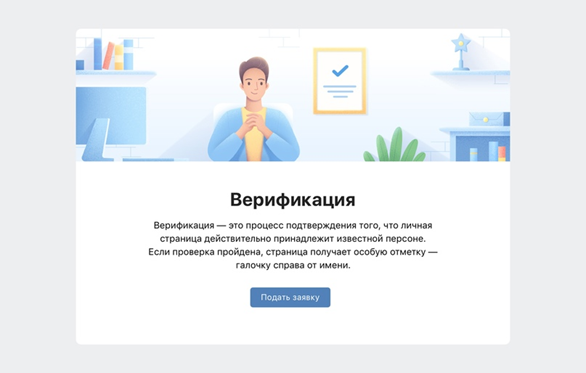 Верификация
Верификация — это процесс подтверждения того, что личная
страница действительно принадлежит известной персоне.
Если проверка пройдена, страница получает особую отметку —
галочку справа от имени.
Подать заявку